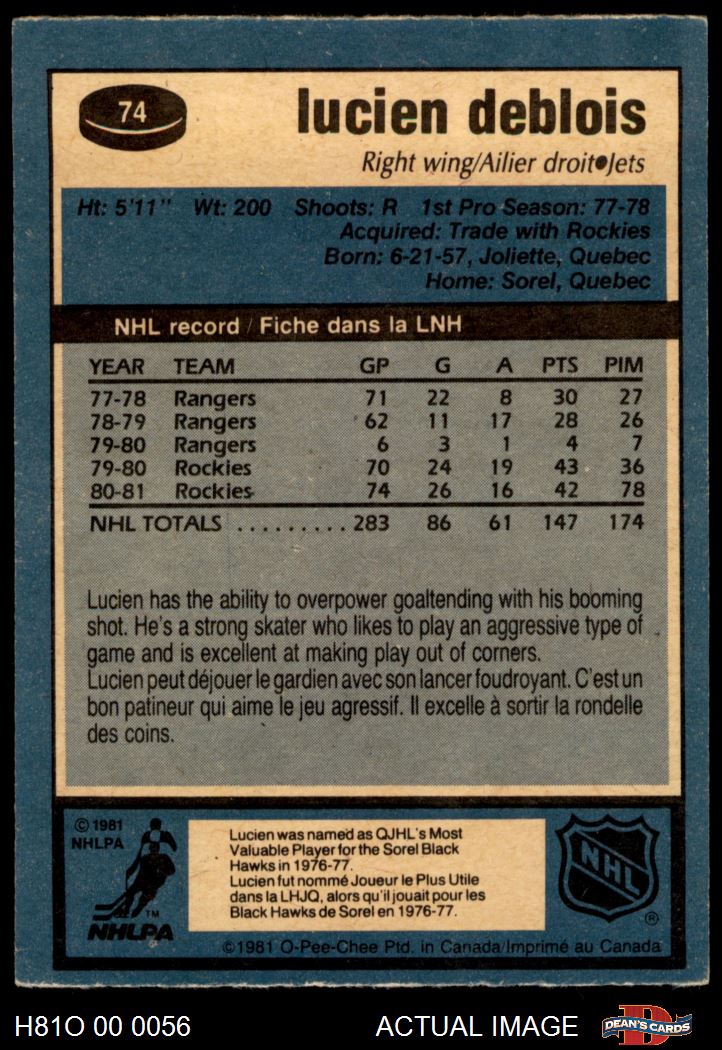 74
lucien deblois
Right wing/Ailier droit•Jets
Ht: 5'11" Wt: 200 Shoots: R 1st Pro Season: 77-78
Acquired: Trade with Rockies
Born: 6-21-57, Joliette, Quebec
Home: Sorel, Quebec
NHL record / Fiche dans la LNH
YEAR TEAM GP G A PTS PIM
77-78 Rangers 71 22 8 30 27
78-79 Rangers 62 11 17 28 26
79-80 Rangers 6 3 1 4 7
79-80 Rockies 70 24 19 43 36
80-81 Rockies 74 26 16 42 78
NHL TOTALS ......... 283 86 61 147 174
Lucien has the ability to overpower goaltending with his booming
shot. He's a strong skater who likes to play an aggressive type of
game and is excellent at making play out of corners.
Lucien peut déjouer le gardien avec son lancer foudroyant. C'est un
bon patineur qui aime le jeu agressif. Il excelle à sortir la rondelle
des coins.
© 1981
NHLPA
TM
NHLPA
Lucien was named as QJHL's Most
Valuable Player for the Sorel Black
Hawks in 1976-77.
Lucien fut nommé Joueur le Plus Utile
dans la LHJQ, alors qu'il jouait pour les
Black Hawks de Sorel en 1976-77.
NHL
®
©1981 O-Pee-Chee Ptd. in Canada/Imprimé au Canada
H81O 00 0056 ACTUAL IMAGE
D
DEAN'S CARDS